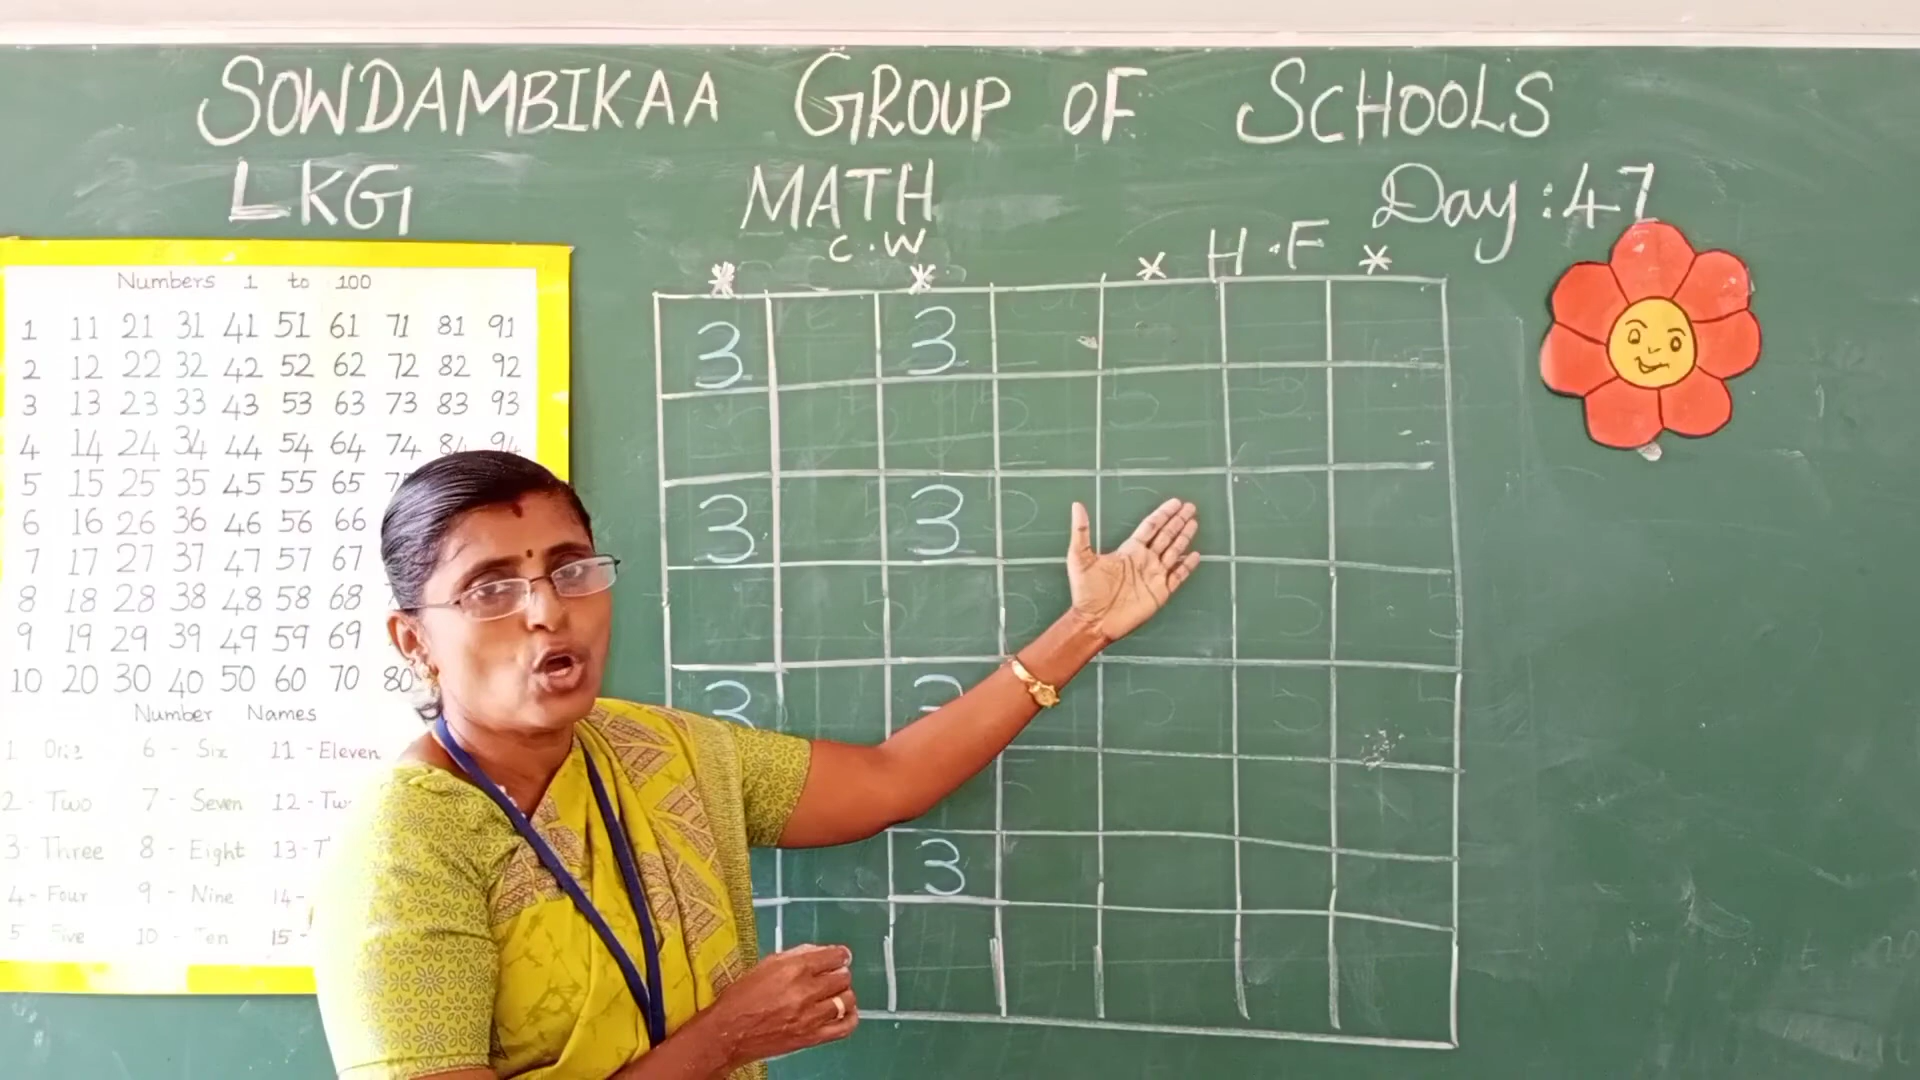 SOWDAMBIKAA GROUP OF SCHOOLS
LKG MATH Day:47
C.W
* * * H.F *
Numbers 1 to 100
1 11 21 31 41 51 61 71 81 91
2 12 22 32 42 52 62 72 82 92
3 13 23 33 43 53 63 73 83 93
4 14 24 34 44 54 64 74 84 94
5 15 25 35 45 55 65
6 16 26 36 46 56 66
7 17 27 37 47 57 67
8 18 28 38 48 58 68
9 19 29 39 49 59 69
10 20 30 40 50 60 70 80
Number Names
1 One 6 - Six 11 - Eleven
2 - Two 7 - Seven 12 -
3 - Three 8 - Eight 13 -
4 - Four 9 - Nine 14 -
5 Five 10 - Ten 15 -
3 3
3 3
3 3
3